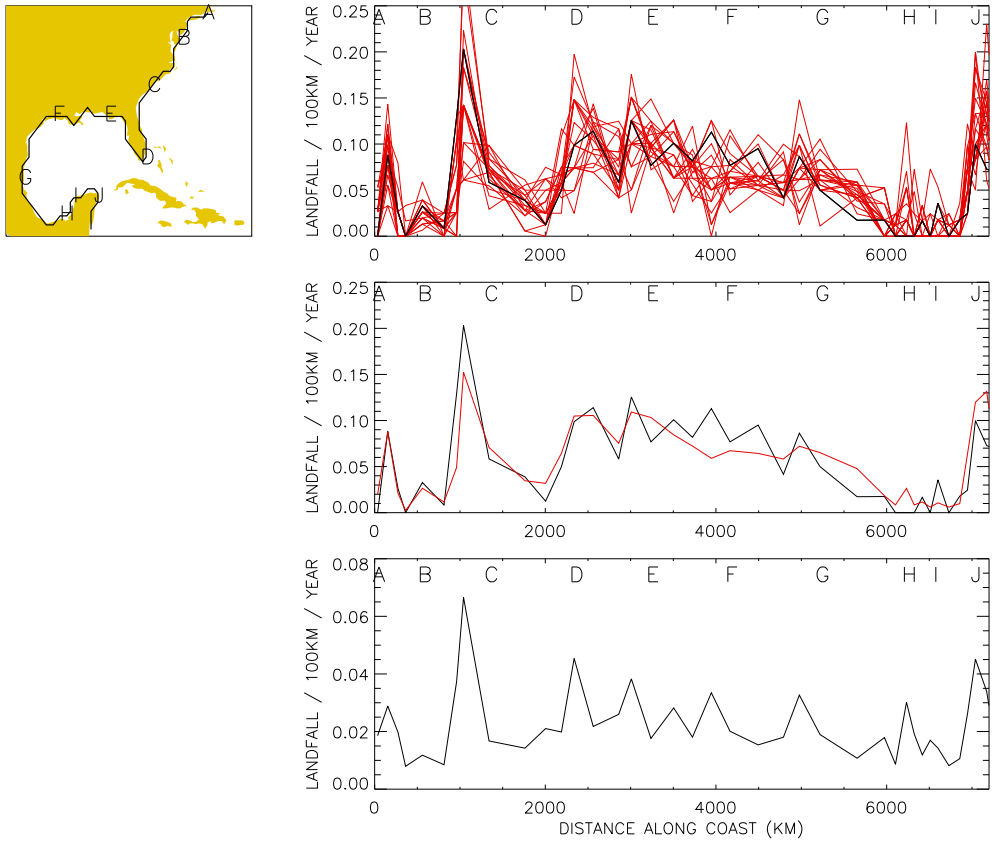 A
B
C
D
E
F
G
H
I
J
LANDFALL / 100KM / YEAR
0.25
0.20
0.15
0.10
0.05
0.00
A B C D E F G H I J
0 2000 4000 6000
LANDFALL / 100KM / YEAR
0.25
0.20
0.15
0.10
0.05
0.00
A B C D E F G H I J
0 2000 4000 6000
LANDFALL / 100KM / YEAR
0.08
0.06
0.04
0.02
0.00
A B C D E F G H I J
0 2000 4000 6000
DISTANCE ALONG COAST (KM)